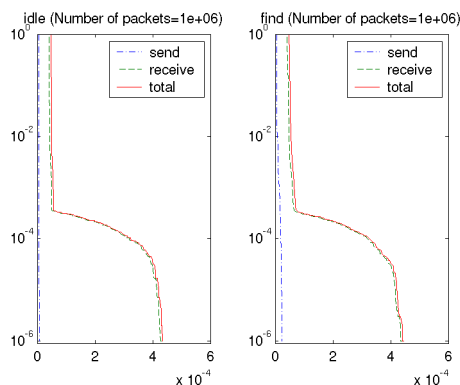 idle (Number of packets=1e+06)
find (Number of packets=1e+06)
10^0
send
receive
total
10^-2
10^-4
10^-6
0 2 4 6
x 10^-4
10^0
send
receive
total
10^-2
10^-4
10^-6
0 2 4 6
x 10^-4